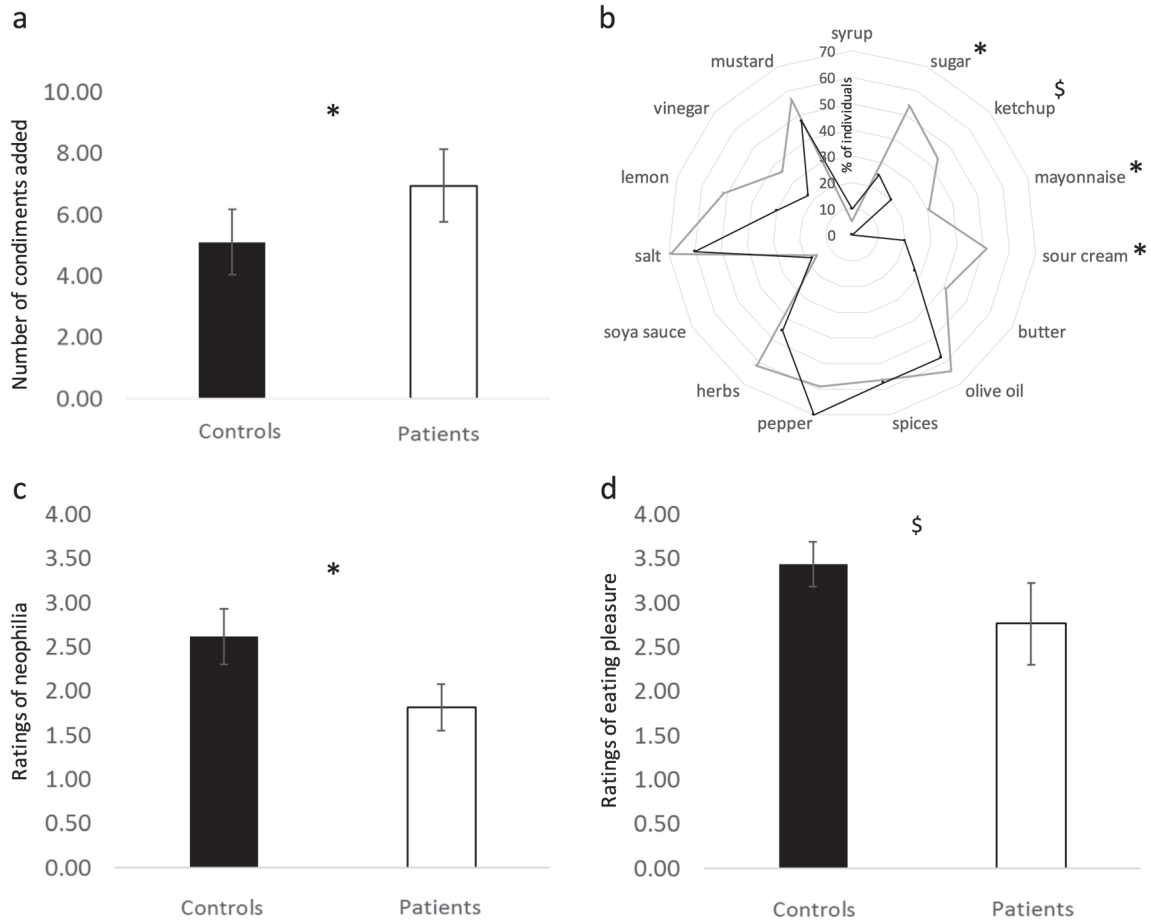 a
Number of condiments added
10.00
8.00
6.00
4.00
2.00
0.00
*
Controls
Patients
b
syrup
sugar *
ketchup $
mayonnaise *
sour cream *
butter
olive oil
spices
pepper
herbs
soya sauce
salt
lemon
vinegar
mustard
70
60
50
40
30
20
10
0
% of individuals
c
Ratings of neophilia
4.00
3.50
3.00
2.50
2.00
1.50
1.00
0.50
0.00
*
Controls
Patients
d
Ratings of eating pleasure
4.00
3.50
3.00
2.50
2.00
1.50
1.00
0.50
0.00
$
Controls
Patients